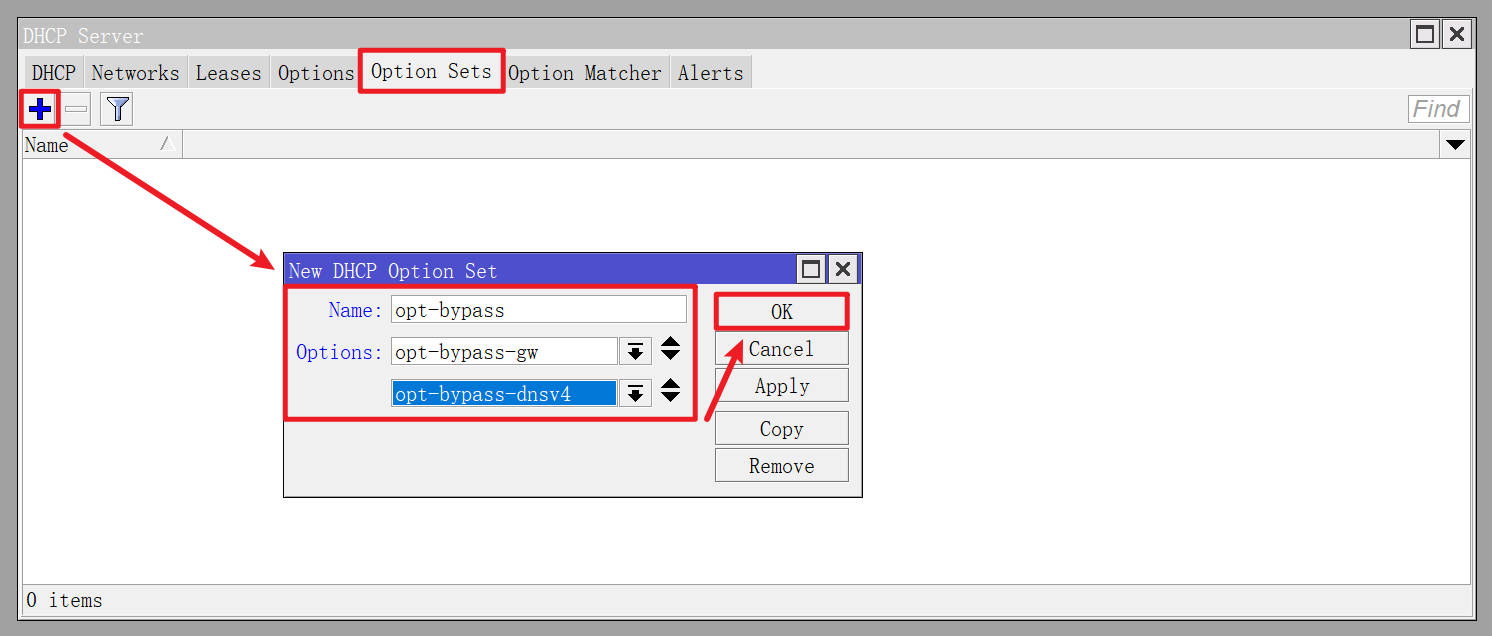 DHCP Server
DHCP Networks Leases Options Option Sets Option Matcher Alerts
Find
Name
New DHCP Option Set
Name: opt-bypass OK
Options: opt-bypass-gw Cancel
opt-bypass-dnsv4 Apply
Copy
Remove
0 items